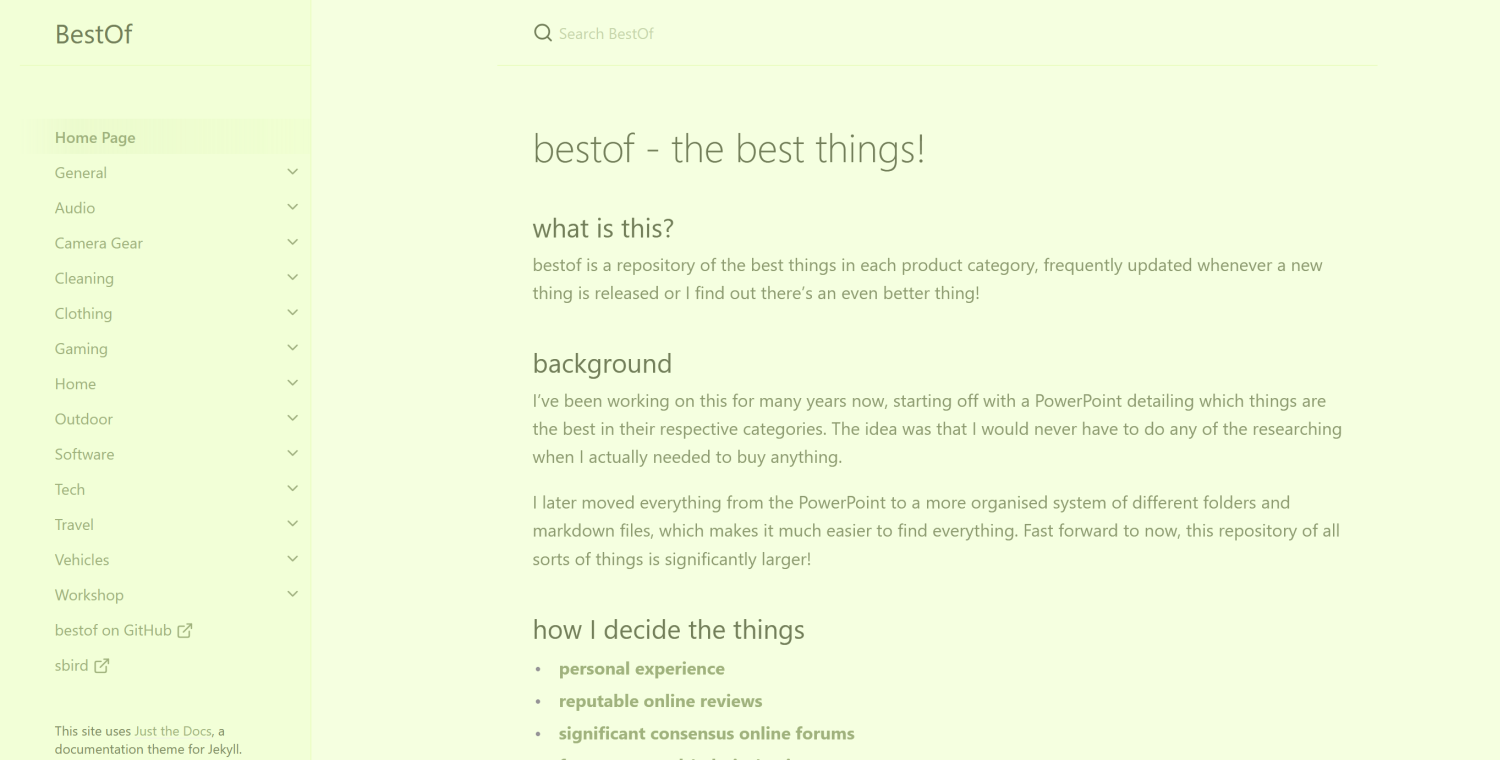 BestOf
Search BestOf
Home Page
General
Audio
Camera Gear
Cleaning
Clothing
Gaming
Home
Outdoor
Software
Tech
Travel
Vehicles
Workshop
bestof on GitHub
sbird
This site uses Just the Docs, a
documentation theme for Jekyll.
bestof - the best things!
what is this?
bestof is a repository of the best things in each product category, frequently updated whenever a new
thing is released or I find out there’s an even better thing!
background
I’ve been working on this for many years now, starting off with a PowerPoint detailing which things are
the best in their respective categories. The idea was that I would never have to do any of the researching
when I actually needed to buy anything.
I later moved everything from the PowerPoint to a more organised system of different folders and
markdown files, which makes it much easier to find everything. Fast forward to now, this repository of all
sorts of things is significantly larger!
how I decide the things
• personal experience
• reputable online reviews
• significant consensus online forums